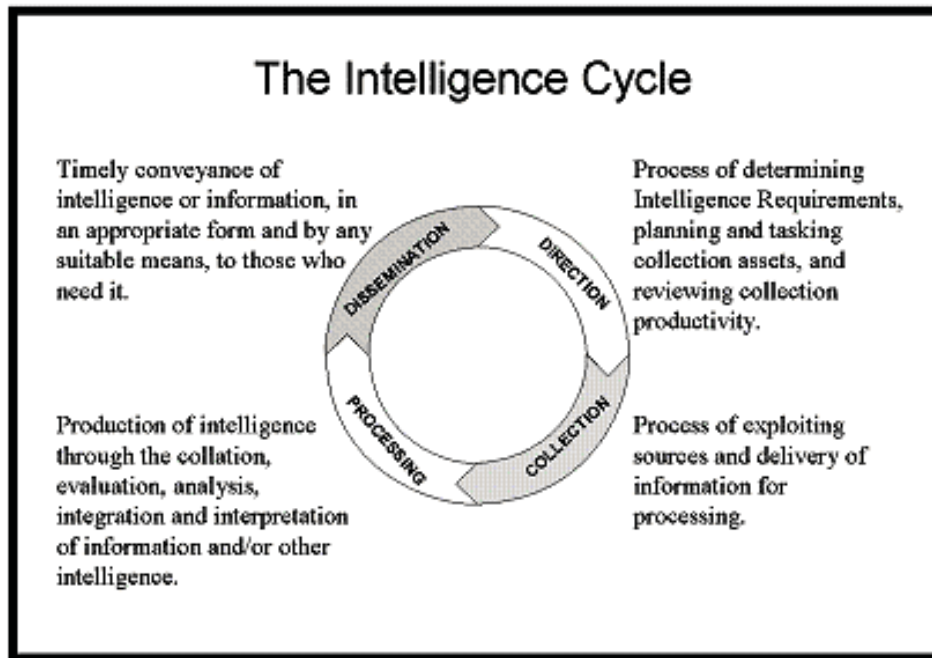 The Intelligence Cycle
Timely conveyance of
intelligence or information, in
an appropriate form and by any
suitable means, to those who
need it.
Process of determining
Intelligence Requirements,
planning and tasking
collection assets, and
reviewing collection
productivity.
DISSEMINATION
DIRECTION
PROCESSING
COLLECTION
Production of intelligence
through the collation,
evaluation, analysis,
integration and interpretation
of information and/or other
intelligence.
Process of exploiting
sources and delivery of
information for
processing.